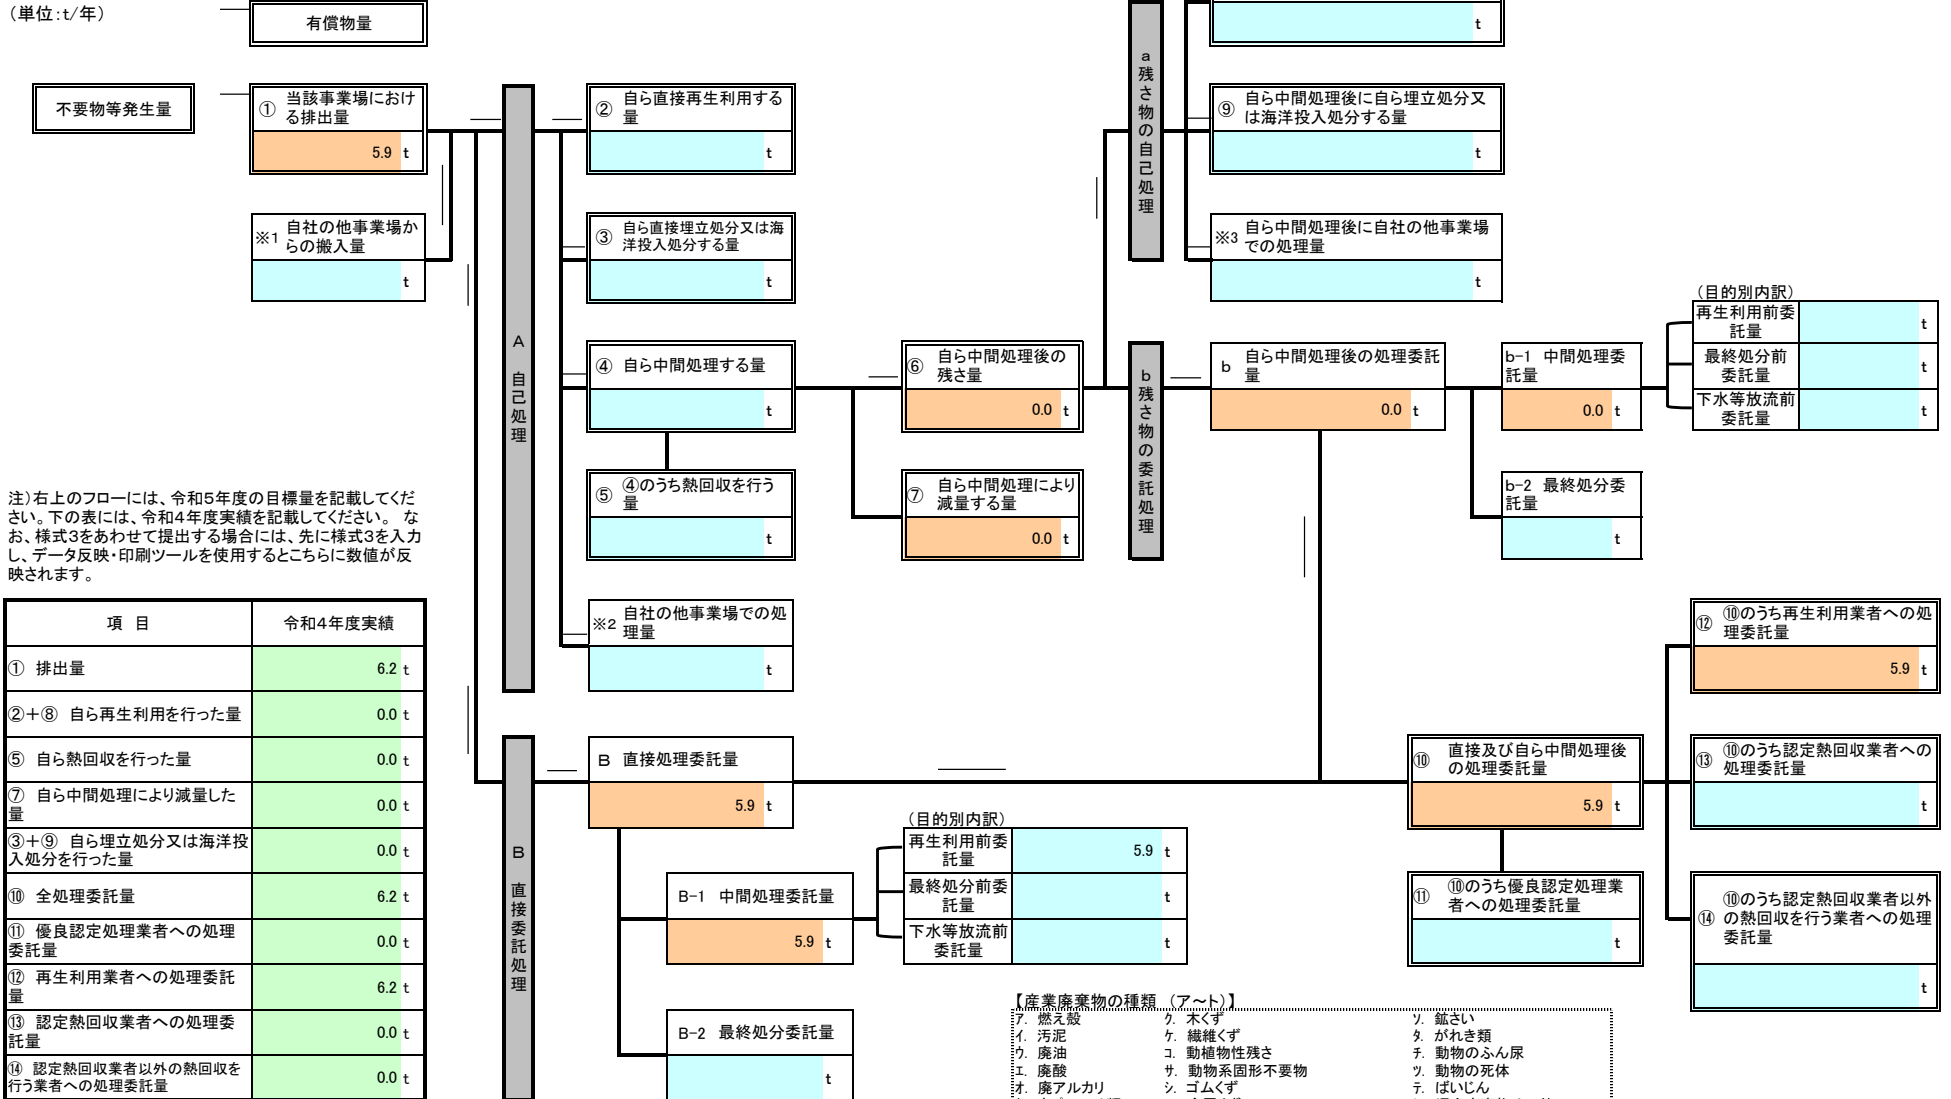 (単位:t/年)
有償物量
不要物等発生量
① 当該事業場におけ
る排出量
5.9 t
※1 自社の他事業場か
らの搬入量
t
A 自己処理
② 自ら直接再生利用する
量
t
③ 自ら直接埋立処分又は海
洋投入処分する量
t
④ 自ら中間処理する量
t
⑤ ④のうち熱回収を行う
量
t
※2 自社の他事業場での処
理量
t
⑥ 自ら中間処理後の
残さ量
0.0 t
⑦ 自ら中間処理により
減量する量
0.0 t
a 残さ物の自己処理
t
⑨ 自ら中間処理後に自ら埋立処分又
は海洋投入処分する量
t
※3 自ら中間処理後に自社の他事業場
での処理量
t
b 残さ物の委託処理
b 自ら中間処理後の処理委託
量
0.0 t
b-1 中間処理委
託量
0.0 t
b-2 最終処分委
託量
t
(目的別内訳)
再生利用前委
託量
t
最終処分前
委託量
t
下水等放流前
委託量
t
注)右上のフローには、令和5年度の目標量を記載してくだ
さい。下の表には、令和4年度実績を記載してください。 な
お、様式3をあわせて提出する場合には、先に様式3を入力
し、データ反映・印刷ツールを使用するとこちらに数値が反
映されます。
項 目 令和4年度実績
① 排出量 6.2 t
②+⑧ 自ら再生利用を行った量 0.0 t
⑤ 自ら熱回収を行った量 0.0 t
⑦ 自ら中間処理により減量した
量 0.0 t
③+⑨ 自ら埋立処分又は海洋投
入処分を行った量 0.0 t
⑩ 全処理委託量 6.2 t
⑪ 優良認定処理業者への処理
委託量 0.0 t
⑫ 再生利用業者への処理委託
量 6.2 t
⑬ 認定熱回収業者への処理委
託量 0.0 t
⑭ 認定熱回収業者以外の熱回収を
行う業者への処理委託量 0.0 t
B 直接委託処理
B 直接処理委託量
5.9 t
B-1 中間処理委託量
5.9 t
B-2 最終処分委託量
t
(目的別内訳)
再生利用前委
託量
5.9 t
最終処分前委
託量
t
下水等放流前
委託量
t
⑩ 直接及び自ら中間処理後
の処理委託量
5.9 t
⑪ ⑩のうち優良認定処理業
者への処理委託量
t
⑫ ⑩のうち再生利用業者への処
理委託量
5.9 t
⑬ ⑩のうち認定熱回収業者への
処理委託量
t
⑭ ⑩のうち認定熱回収業者以外
の熱回収を行う業者への処理
委託量
t
【産業廃棄物の種類 (ア~ト)】
ア. 燃え殻 ク. 木くず ソ. 鉱さい
イ. 汚泥 ケ. 繊維くず タ. がれき類
ウ. 廃油 コ. 動植物性残さ チ. 動物のふん尿
エ. 廃酸 サ. 動物系固形不要物 ツ. 動物の死体
オ. 廃アルカリ シ. ゴムくず テ. ばいじん